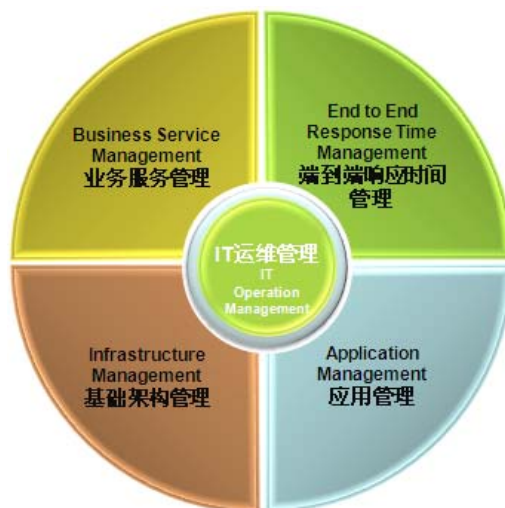 Business Service
Management
业务服务管理
End to End
Response Time
Management
端到端响应时间
管理
IT运维管理
IT
Operation
Management
Infrastructure
Management
基础架构管理
Application
Management
应用管理